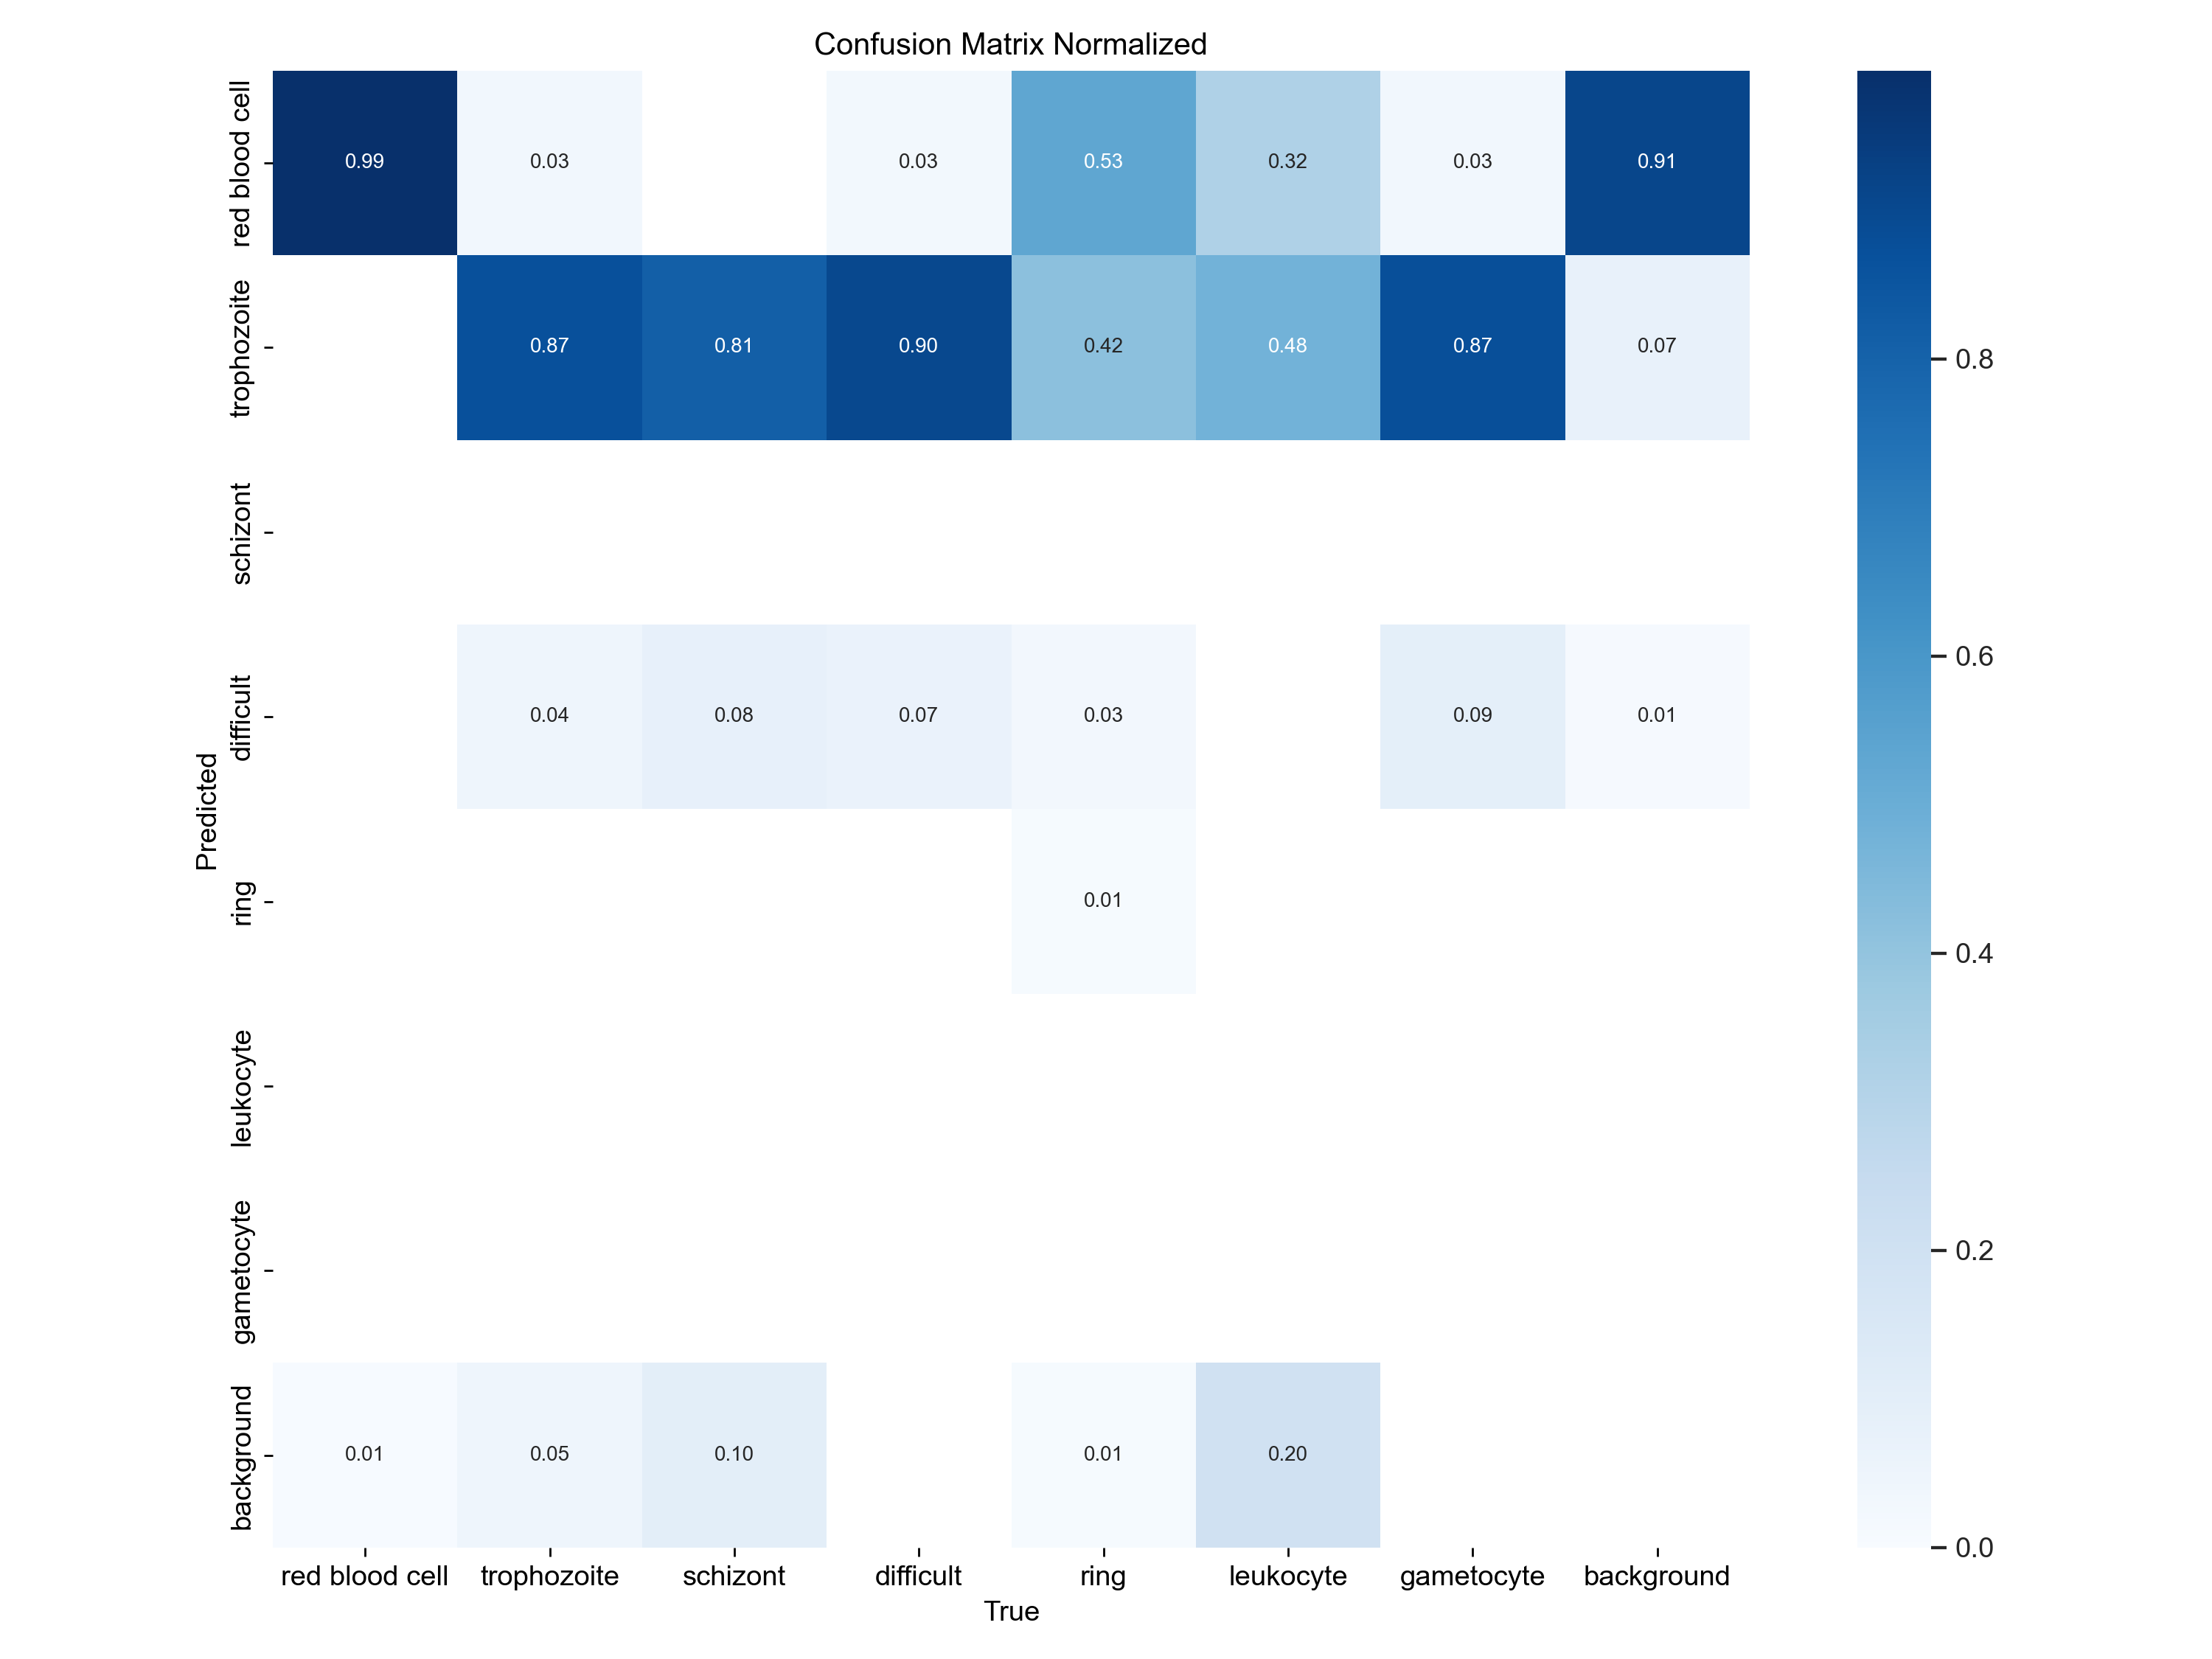 Confusion Matrix Normalized
red blood cell
0.99
0.03
0.03
0.53
0.32
0.03
0.91
trophozoite
0.87
0.81
0.90
0.42
0.48
0.87
0.07
schizont
difficult
0.04
0.08
0.07
0.03
0.09
0.01
ring
0.01
leukocyte
gametocyte
background
0.01
0.05
0.10
0.01
0.20
Predicted
red blood cell
trophozoite
schizont
difficult
ring
leukocyte
gametocyte
background
True
0.8
0.6
0.4
0.2
0.0